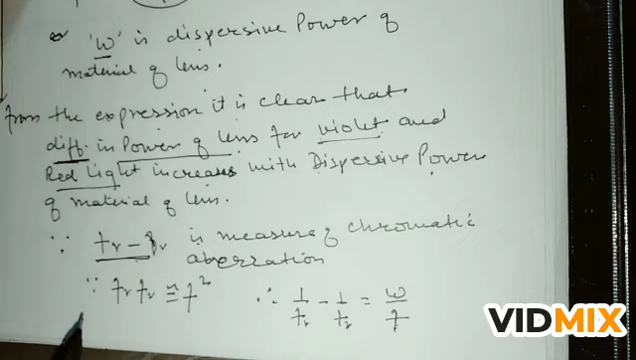 'w' is dispersive Power of
material of lens.
from the expression it is clear that
diff. in Power of lens for violet and
Red light increases with Dispersive Power
of material of lens.
∵ fr - fv is measure of chromatic
aberration
∵ fr fv ≅ f² ∴ 1/fv - 1/fr = w/f
VIDMIX